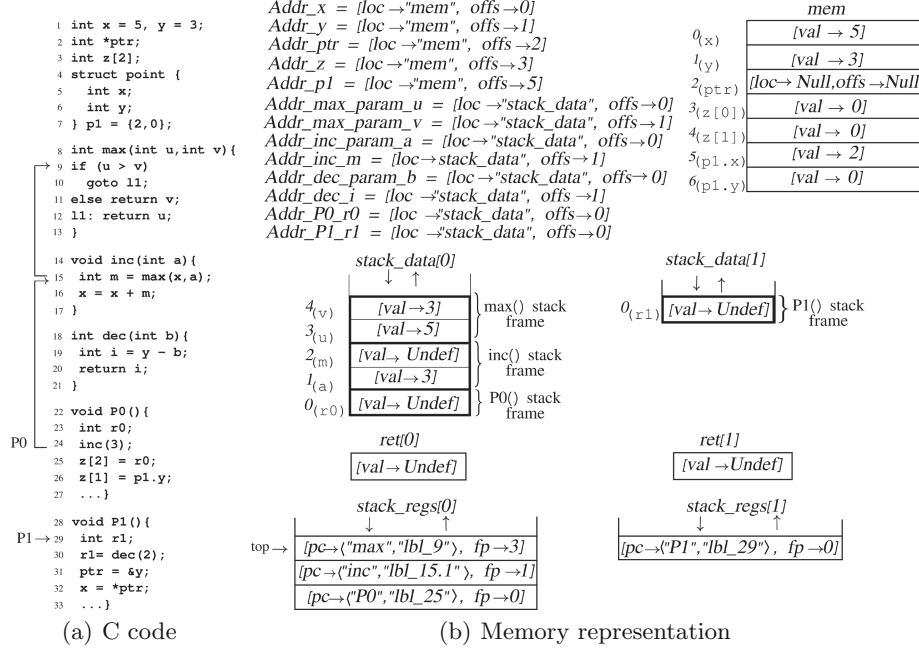 1 int x = 5, y = 3;
2 int *ptr;
3 int z[2];
4 struct point {
5 int x;
6 int y;
7 } p1 = {2,0};
8 int max(int u,int v){
9 if (u > v)
10 goto l1;
11 else return v;
12 l1: return u;
13 }
14 void inc(int a){
15 int m = max(x,a);
16 x = x + m;
17 }
18 int dec(int b){
19 int i = y - b;
20 return i;
21 }
22 void P0(){
23 int r0;
P0 24 inc(3);
25 z[2] = r0;
26 z[1] = p1.y;
27 ...}
28 void P1(){
P1→ 29 int r1;
30 r1= dec(2);
31 ptr = &y;
32 x = *ptr;
33 ...}
(a) C code
Addr_x = [loc →"mem", offs→0]
Addr_y = [loc →"mem", offs→1]
Addr_ptr = [loc →"mem", offs→2]
Addr_z = [loc →"mem", offs→3]
Addr_p1 = [loc →"mem", offs→5]
Addr_max_param_u = [loc →"stack_data", offs→0]
Addr_max_param_v = [loc →"stack_data", offs→1]
Addr_inc_param_a = [loc →"stack_data", offs→0]
Addr_inc_m = [loc→stack_data", offs→1]
Addr_dec_param_b = [loc →"stack_data", offs→ 0]
Addr_dec_i = [loc →"stack_data", offs →1]
Addr_P0_r0 = [loc →"stack_data", offs→0]
Addr_P1_r1 = [loc →"stack_data", offs→0]
mem
0(x) [val → 5]
1(y) [val → 3]
2(ptr) [loc→ Null,offs→Null]
3(z[0]) [val → 0]
4(z[1]) [val → 0]
5(p1.x) [val → 2]
6(p1.y) [val → 0]
stack_data[0]
↓ ↑
4(v) [val→3]
3(u) [val→5]
max() stack
frame
2(m) [val→ Undef]
1(a) [val→3]
inc() stack
frame
0(r0) [val→ Undef]
P0() stack
frame
stack_data[1]
↓ ↑
0(r1) [val→ Undef]
P1() stack
frame
ret[0]
[val→ Undef]
ret[1]
[val→Undef]
stack_regs[0]
↓ ↑
top → [pc→⟨"max","lbl_9"⟩, fp→3]
[pc→⟨"inc","lbl_15.1"⟩, fp→1]
[pc→⟨"P0","lbl_25"⟩, fp→0]
stack_regs[1]
↓ ↑
[pc→⟨"P1","lbl_29"⟩, fp→0]
(b) Memory representation